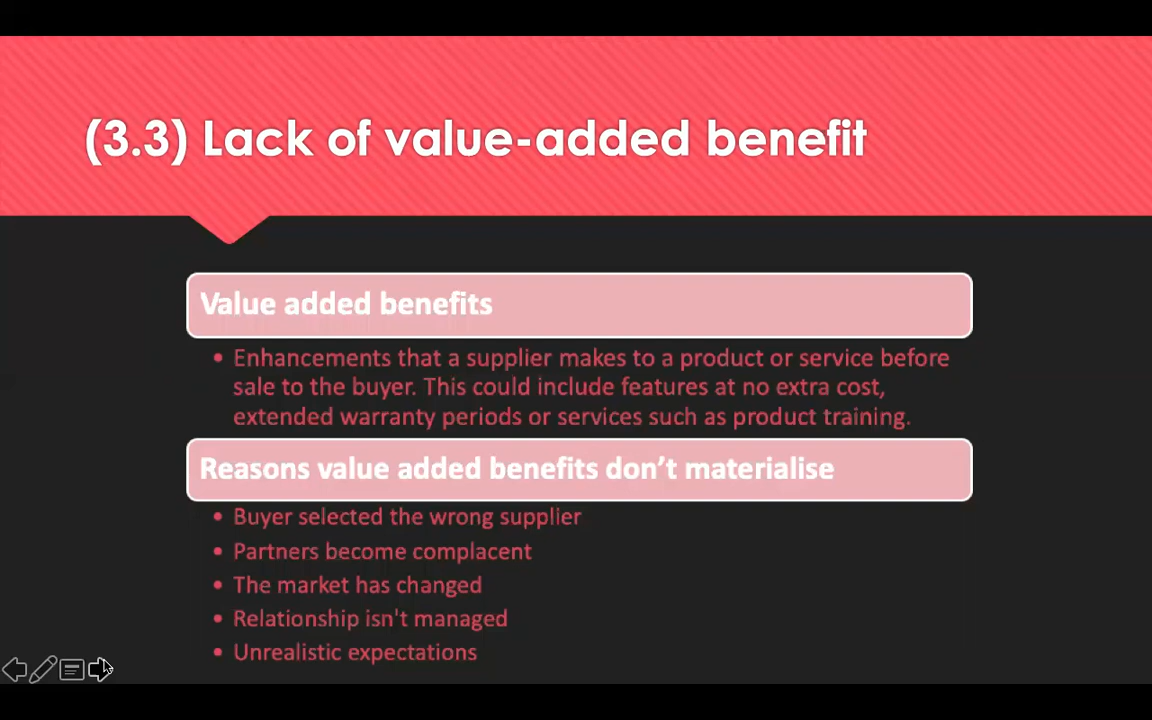 (3.3) Lack of value-added benefit
Value added benefits
• Enhancements that a supplier makes to a product or service before
sale to the buyer. This could include features at no extra cost,
extended warranty periods or services such as product training.
Reasons value added benefits don’t materialise
• Buyer selected the wrong supplier
• Partners become complacent
• The market has changed
• Relationship isn't managed
• Unrealistic expectations